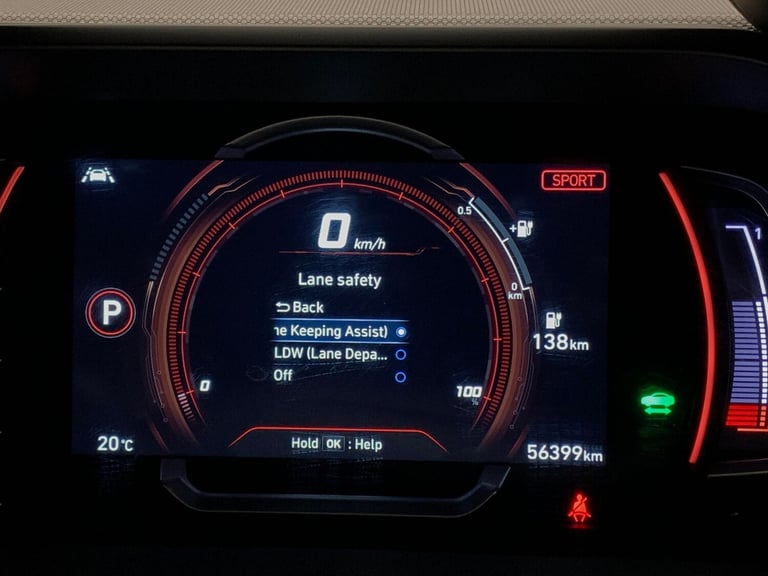 SPORT
0.5
+
0 km/h
Lane safety
Back
0
km
ne Keeping Assist)
LDW (Lane Depa...
Off
138km
P
0
100
%
1
20°C
Hold OK : Help
56399km